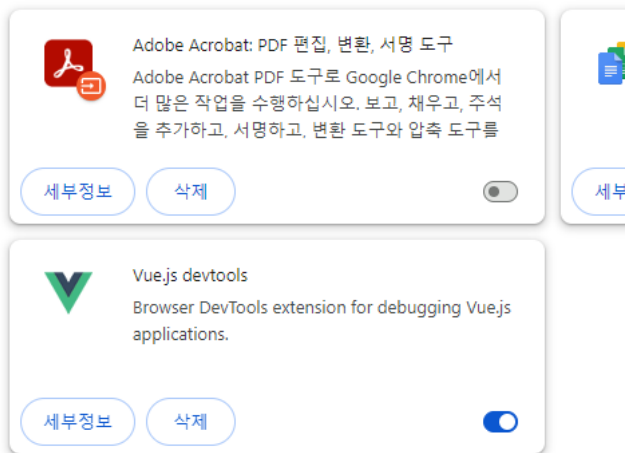 Adobe Acrobat: PDF 편집, 변환, 서명 도구
Adobe Acrobat PDF 도구로 Google Chrome에서
더 많은 작업을 수행하십시오. 보고, 채우고, 주석
을 추가하고, 서명하고, 변환 도구와 압축 도구를
세부정보 삭제
세부
Vue.js devtools
Browser DevTools extension for debugging Vue.js
applications.
세부정보 삭제